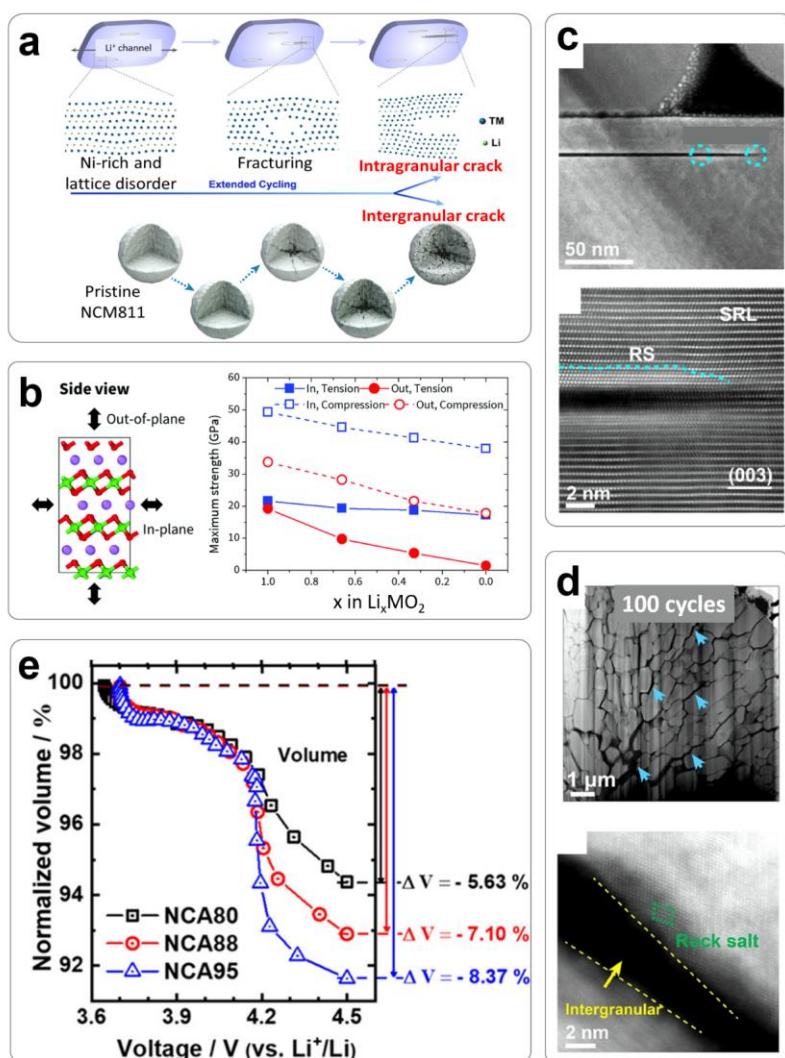 a
Li⁺ channel
TM
Li
Ni-rich and
lattice disorder
Fracturing
Intragranular crack
Extended Cycling
Intergranular crack
Pristine
NCM811
b
Side view
Out-of-plane
In-plane
In, Tension
Out, Tension
In, Compression
Out, Compression
Maximum strength (GPa)
60
50
40
30
20
10
0
1.0
0.8
0.6
0.4
0.2
0.0
x in LiₓMO₂
c
50 nm
SRL
RS
(003)
2 nm
d
100 cycles
1 µm
Rock salt
Intergranular
2 nm
e
Normalized volume / %
100
98
96
94
92
Volume
Δ V = - 5.63 %
Δ V = - 7.10 %
Δ V = - 8.37 %
NCA80
NCA88
NCA95
3.6
3.9
4.2
4.5
Voltage / V (vs. Li⁺/Li)